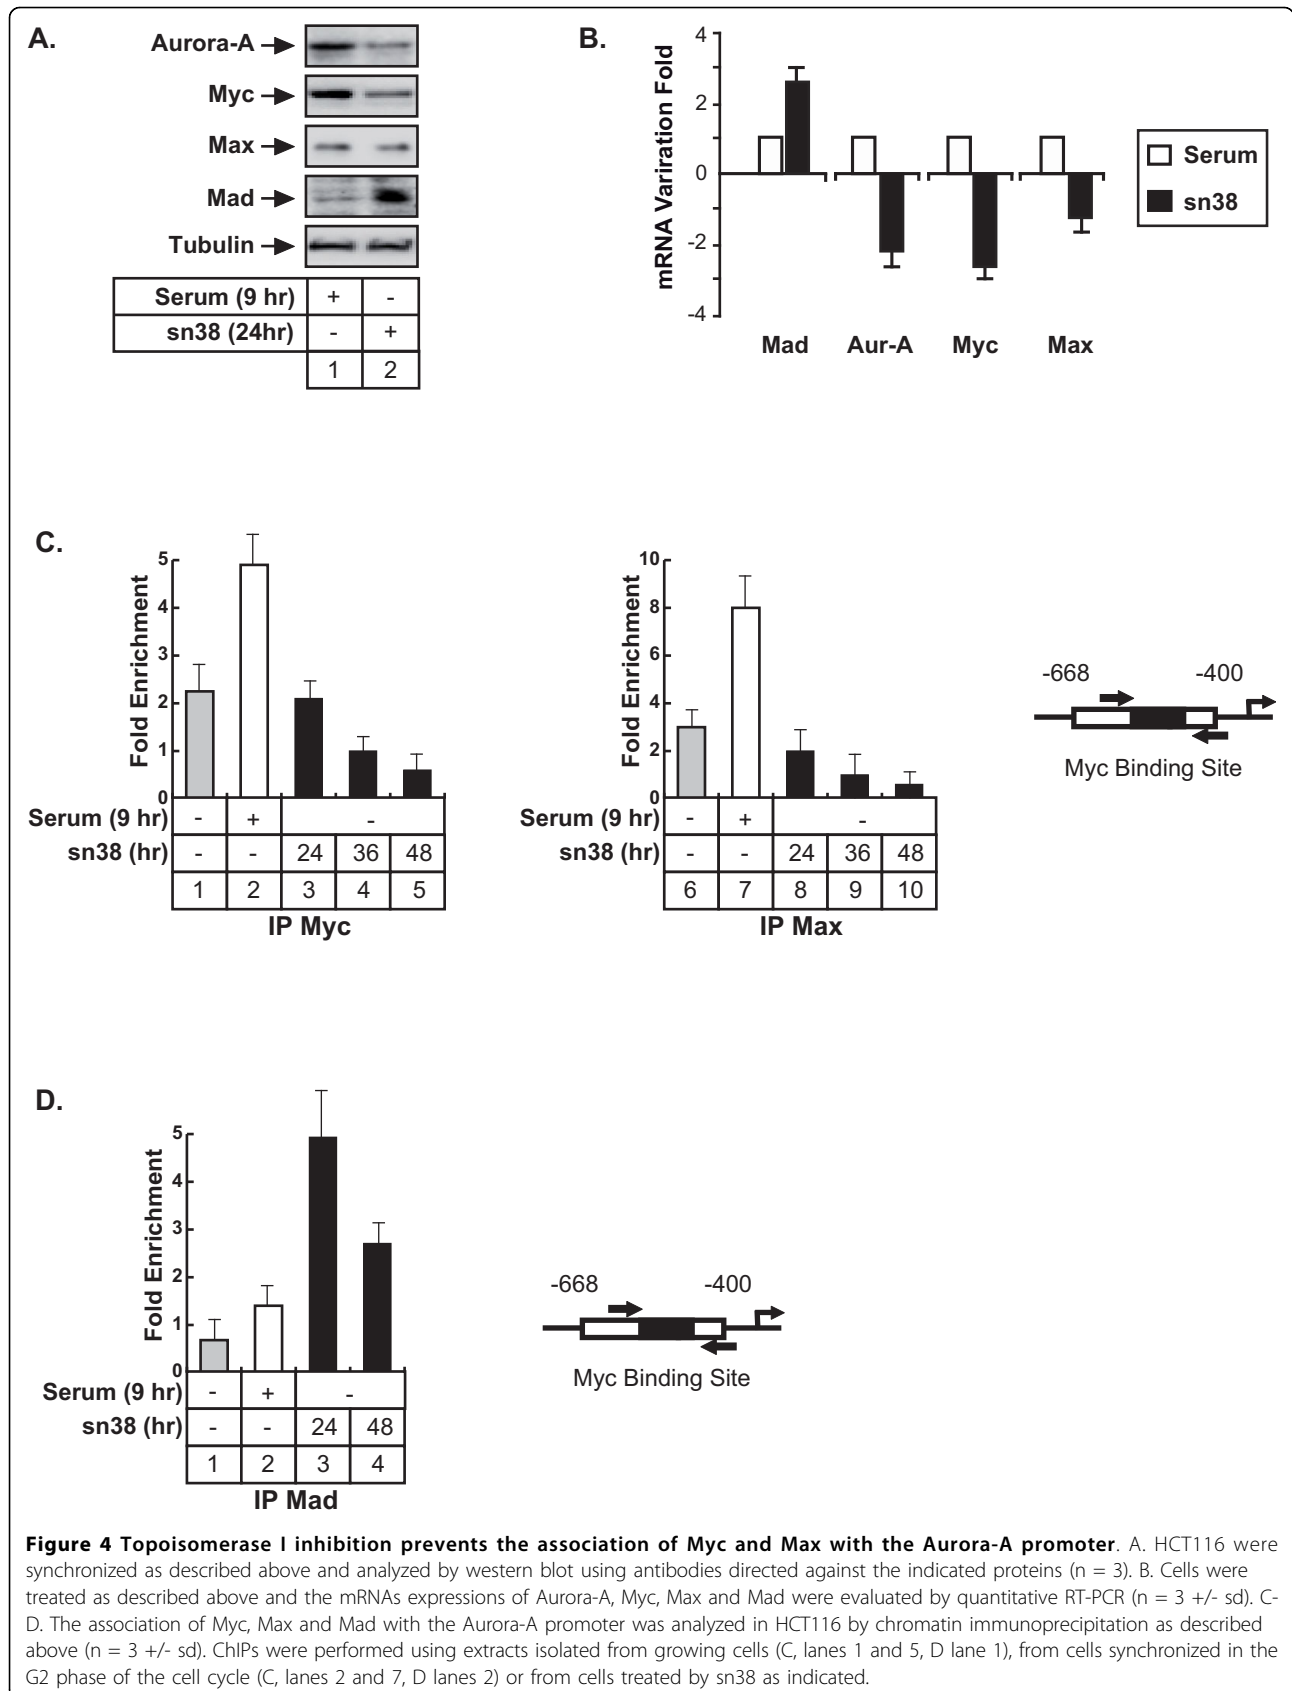 A.
Aurora-A
Myc
Max
Mad
Tubulin
Serum (9 hr) + -
sn38 (24hr) - +
1 2
B.
mRNA Variration Fold
4
2
0
-2
-4
Mad Aur-A Myc Max
Serum
sn38
C.
Fold Enrichment
5
4
3
2
1
0
Serum (9 hr) - + -
sn38 (hr) - - 24 36 48
1 2 3 4 5
IP Myc
Fold Enrichment
10
8
6
4
2
0
Serum (9 hr) - + -
sn38 (hr) - - 24 36 48
6 7 8 9 10
IP Max
-668 -400
Myc Binding Site
D.
Fold Enrichment
5
4
3
2
1
0
Serum (9 hr) - + -
sn38 (hr) - - 24 48
1 2 3 4
IP Mad
-668 -400
Myc Binding Site
Figure 4 Topoisomerase I inhibition prevents the association of Myc and Max with the Aurora-A promoter. A. HCT116 were
synchronized as described above and analyzed by western blot using antibodies directed against the indicated proteins (n = 3). B. Cells were
treated as described above and the mRNAs expressions of Aurora-A, Myc, Max and Mad were evaluated by quantitative RT-PCR (n = 3 +/- sd). C-
D. The association of Myc, Max and Mad with the Aurora-A promoter was analyzed in HCT116 by chromatin immunoprecipitation as described
above (n = 3 +/- sd). ChIPs were performed using extracts isolated from growing cells (C, lanes 1 and 5, D lane 1), from cells synchronized in the
G2 phase of the cell cycle (C, lanes 2 and 7, D lanes 2) or from cells treated by sn38 as indicated.